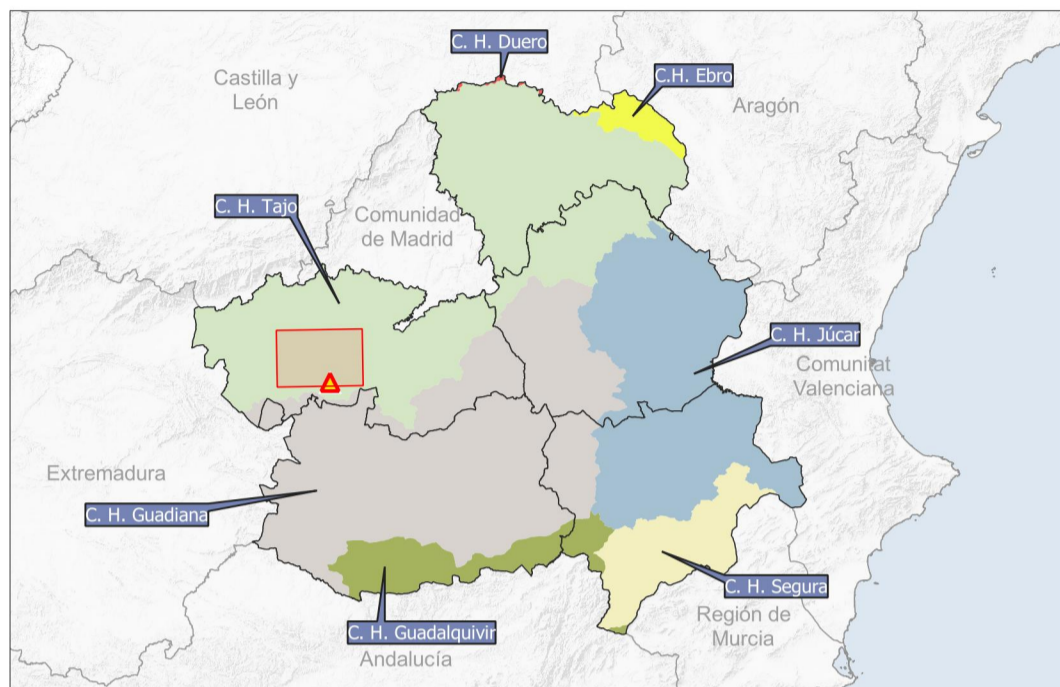 C. H. Duero
C.H. Ebro
Castilla y
León
Aragón
C. H. Tajo
Comunidad
de Madrid
C. H. Júcar
Comunitat
Valenciana
Extremadura
C. H. Guadiana
C. H. Segura
Región de
Murcia
C. H. Guadalquivir
Andalucía